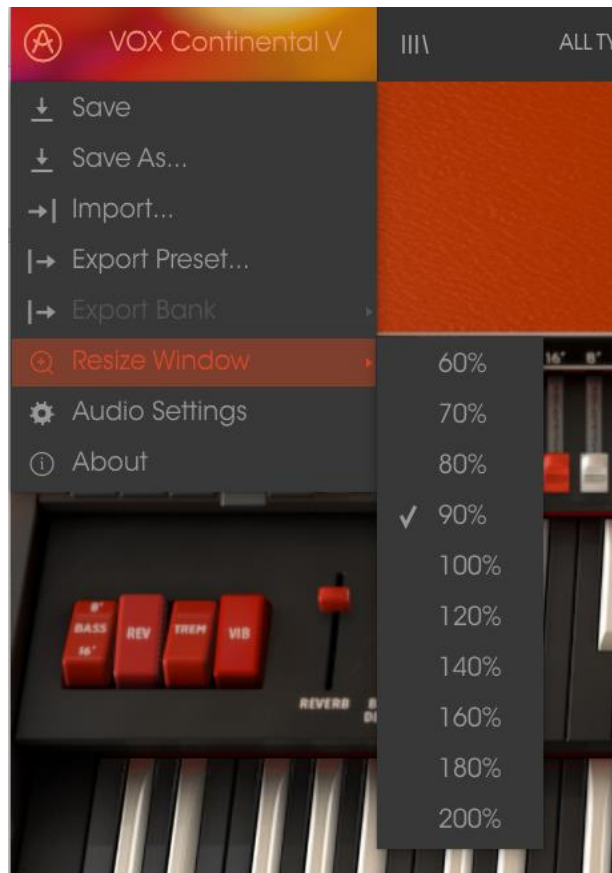 VOX Continental V
ALL TY
Save
Save As...
Import...
Export Preset...
Export Bank
Resize Window
Audio Settings
About
60%
70%
80%
90%
100%
120%
140%
160%
180%
200%
16' 8'
8'
BASS
16'
REV
TREM
VIB
REVERB